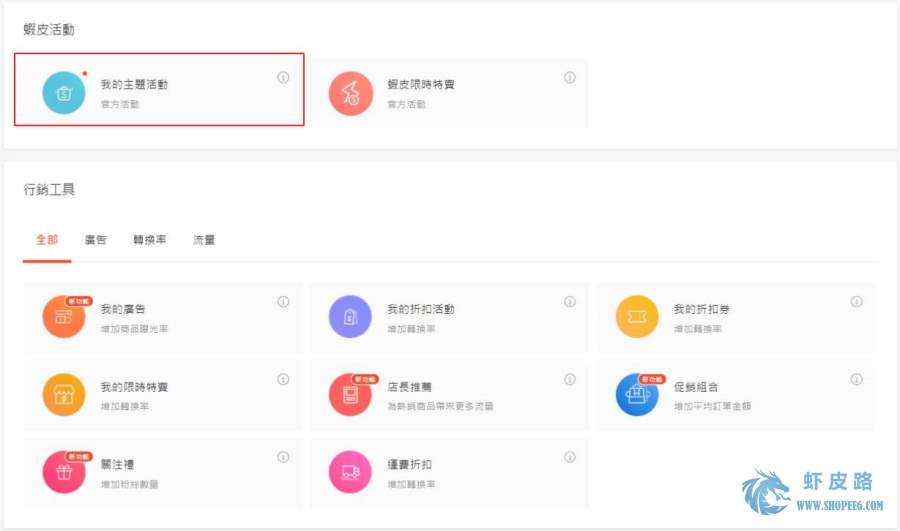 蝦皮活動
我的主題活動
官方活動
蝦皮限時特賣
官方活動
行銷工具
全部
廣告
轉換率
流量
新功能
我的廣告
增加商品曝光率
我的折扣活動
增加轉換率
我的折扣券
增加轉換率
我的限時特賣
增加轉換率
新功能
店長推薦
為熱銷商品帶來更多流量
新功能
促銷組合
增加平均訂單金額
新功能
關注禮
增加粉絲數量
運費折扣
增加轉換率
虾皮路
WWW.SHOPEE6.COM